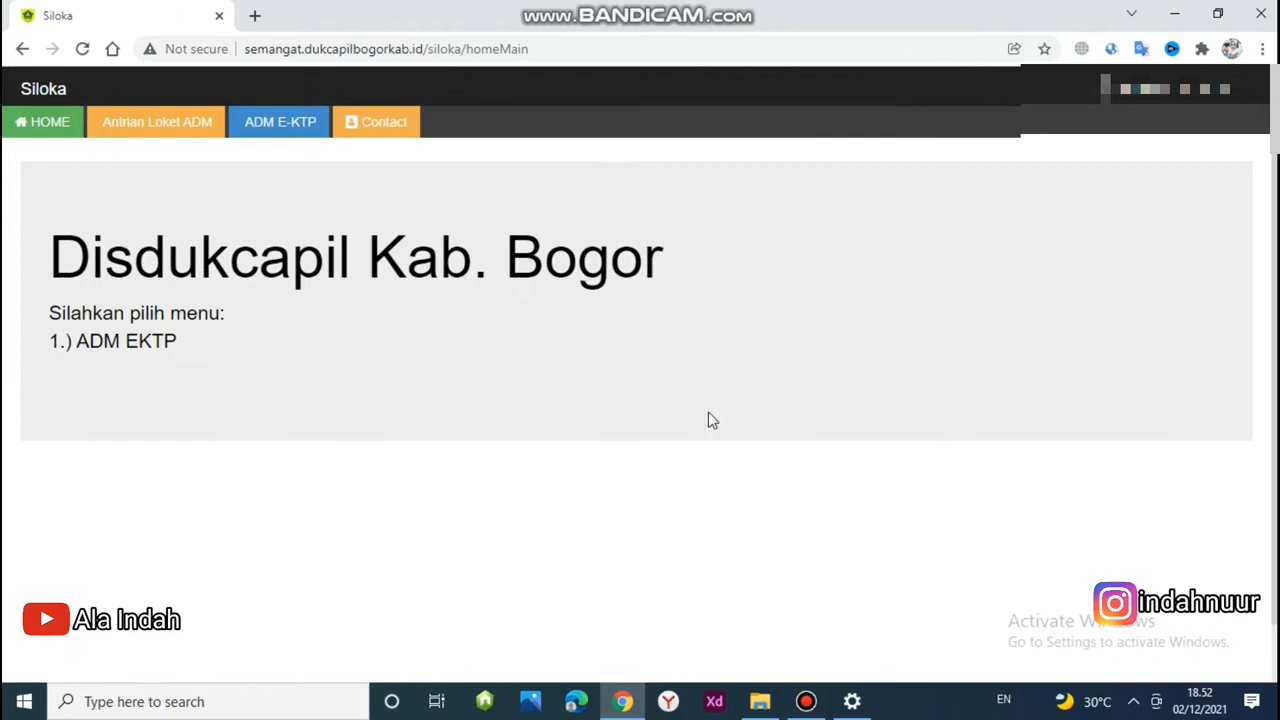 Siloka
www.BANDICAM.com
Not secure semangat.dukcapilbogorkab.id/siloka/homeMain
Siloka
HOME Antrian Loket ADM ADM E-KTP Contact
Disdukcapil Kab. Bogor
Silahkan pilih menu:
1.) ADM EKTP
Ala Indah
indahnuur
Activate Windows
Go to Settings to activate Windows.
Type here to search
Xd
EN
30°C
18.52
02/12/2021